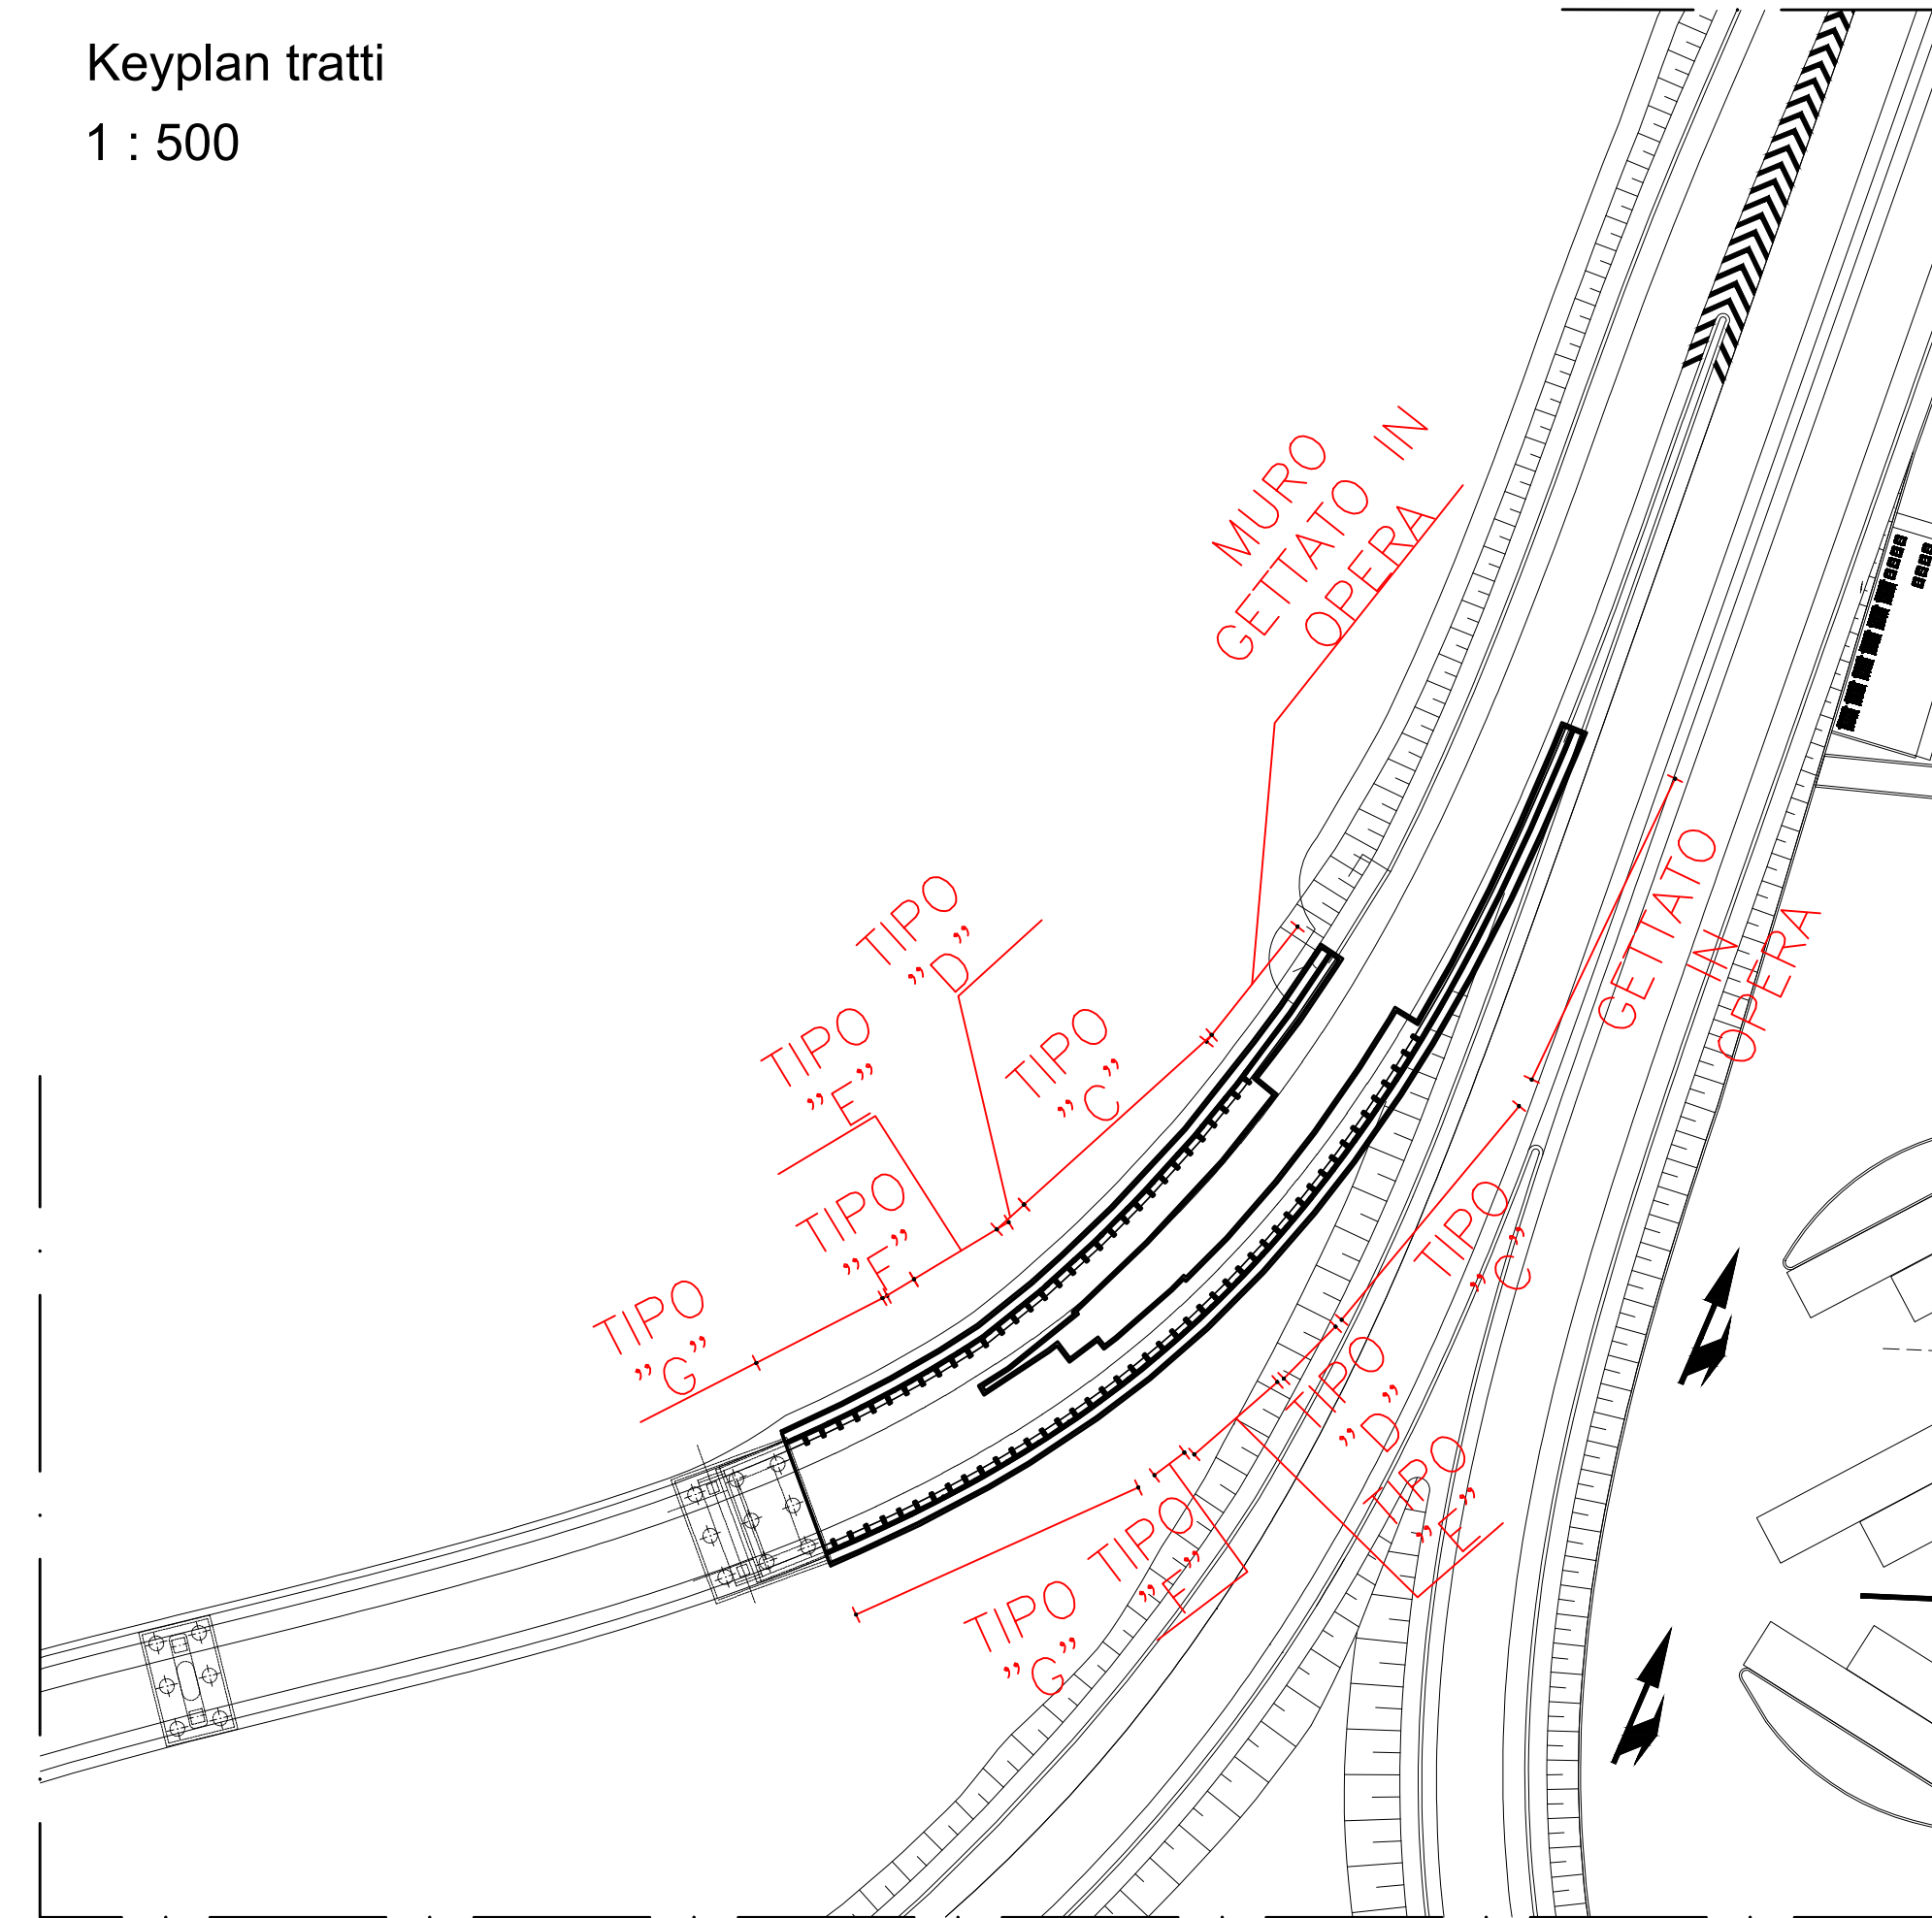 Keyplan tratti
1 : 500
MURO
GETTATO IN
OPERA
TIPO
"D"
TIPO
"E"
TIPO
"C"
TIPO
"F"
TIPO
"G"
GETTATO
IN
OPERA
TIPO
"C"
TIPO
"D"
TIPO
"E"
TIPO
"F"
TIPO
"G"